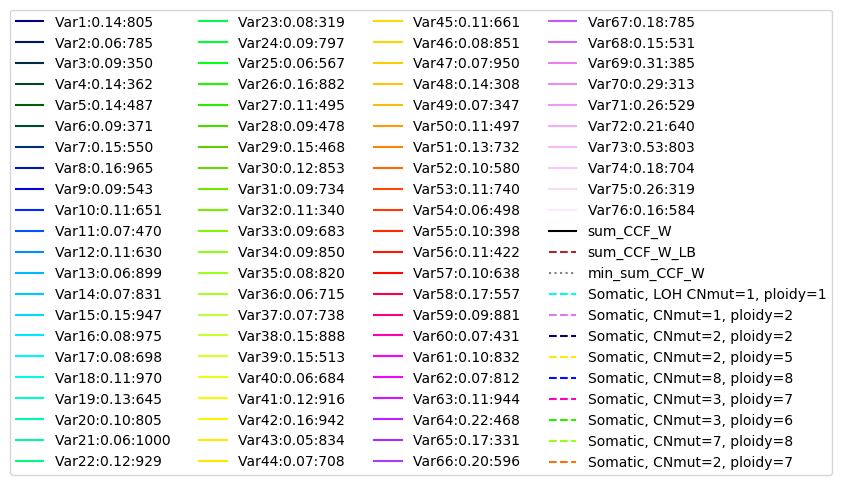 Var1:0.14:805
Var2:0.06:785
Var3:0.09:350
Var4:0.14:362
Var5:0.14:487
Var6:0.09:371
Var7:0.15:550
Var8:0.16:965
Var9:0.09:543
Var10:0.11:651
Var11:0.07:470
Var12:0.11:630
Var13:0.06:899
Var14:0.07:831
Var15:0.15:947
Var16:0.08:975
Var17:0.08:698
Var18:0.11:970
Var19:0.13:645
Var20:0.10:805
Var21:0.06:1000
Var22:0.12:929
Var23:0.08:319
Var24:0.09:797
Var25:0.06:567
Var26:0.16:882
Var27:0.11:495
Var28:0.09:478
Var29:0.15:468
Var30:0.12:853
Var31:0.09:734
Var32:0.11:340
Var33:0.09:683
Var34:0.09:850
Var35:0.08:820
Var36:0.06:715
Var37:0.07:738
Var38:0.15:888
Var39:0.15:513
Var40:0.06:684
Var41:0.12:916
Var42:0.16:942
Var43:0.05:834
Var44:0.07:708
Var45:0.11:661
Var46:0.08:851
Var47:0.07:950
Var48:0.14:308
Var49:0.07:347
Var50:0.11:497
Var51:0.13:732
Var52:0.10:580
Var53:0.11:740
Var54:0.06:498
Var55:0.10:398
Var56:0.11:422
Var57:0.10:638
Var58:0.17:557
Var59:0.09:881
Var60:0.07:431
Var61:0.10:832
Var62:0.07:812
Var63:0.11:944
Var64:0.22:468
Var65:0.17:331
Var66:0.20:596
Var67:0.18:785
Var68:0.15:531
Var69:0.31:385
Var70:0.29:313
Var71:0.26:529
Var72:0.21:640
Var73:0.53:803
Var74:0.18:704
Var75:0.26:319
Var76:0.16:584
sum_CCF_W
sum_CCF_W_LB
min_sum_CCF_W
Somatic, LOH CNmut=1, ploidy=1
Somatic, CNmut=1, ploidy=2
Somatic, CNmut=2, ploidy=2
Somatic, CNmut=2, ploidy=5
Somatic, CNmut=8, ploidy=8
Somatic, CNmut=3, ploidy=7
Somatic, CNmut=3, ploidy=6
Somatic, CNmut=7, ploidy=8
Somatic, CNmut=2, ploidy=7